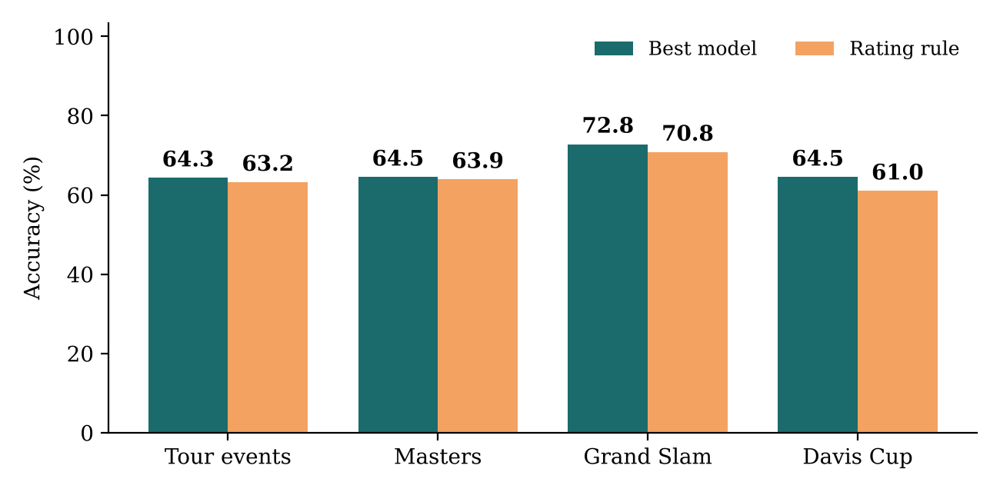 100
80
60
40
20
0
Accuracy (%)
Best model
Rating rule
64.3
63.2
64.5
63.9
72.8
70.8
64.5
61.0
Tour events
Masters
Grand Slam
Davis Cup